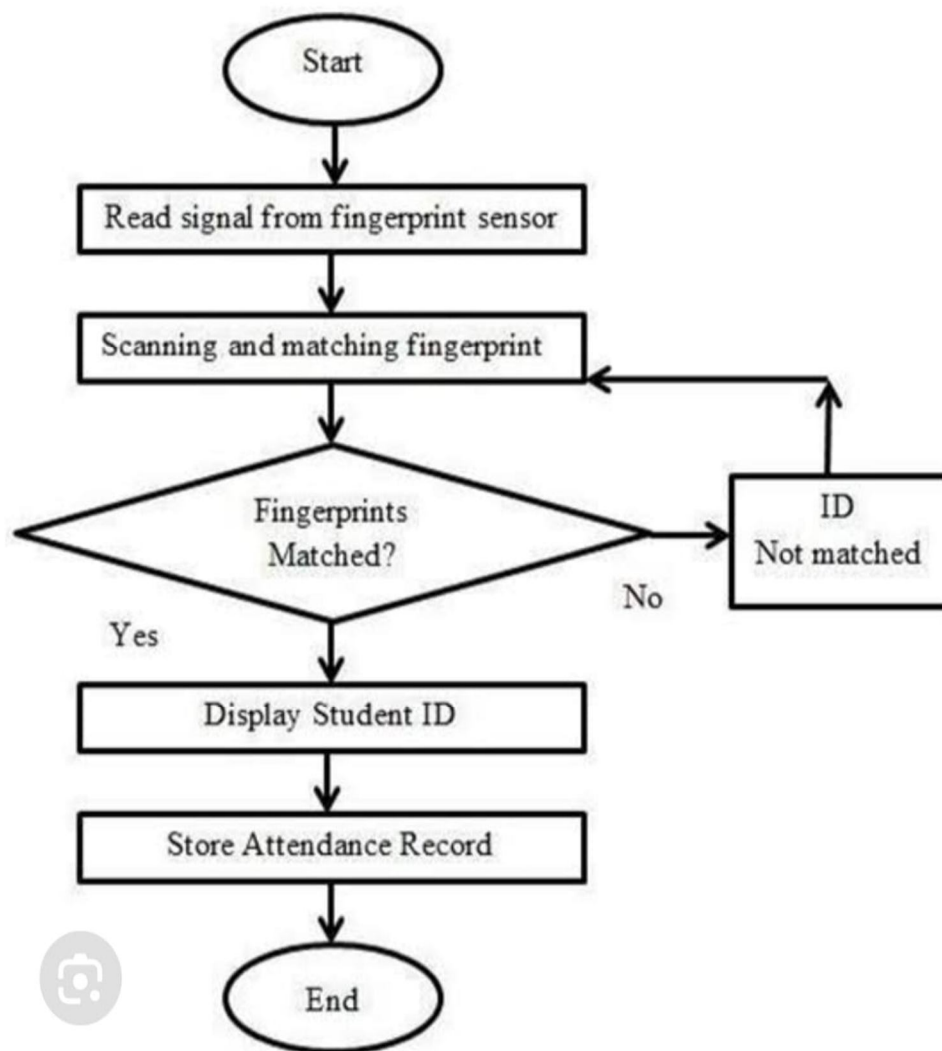 Start
Read signal from fingerprint sensor
Scanning and matching fingerprint
Fingerprints
Matched?
ID
Not matched
No
Yes
Display Student ID
Store Attendance Record
End